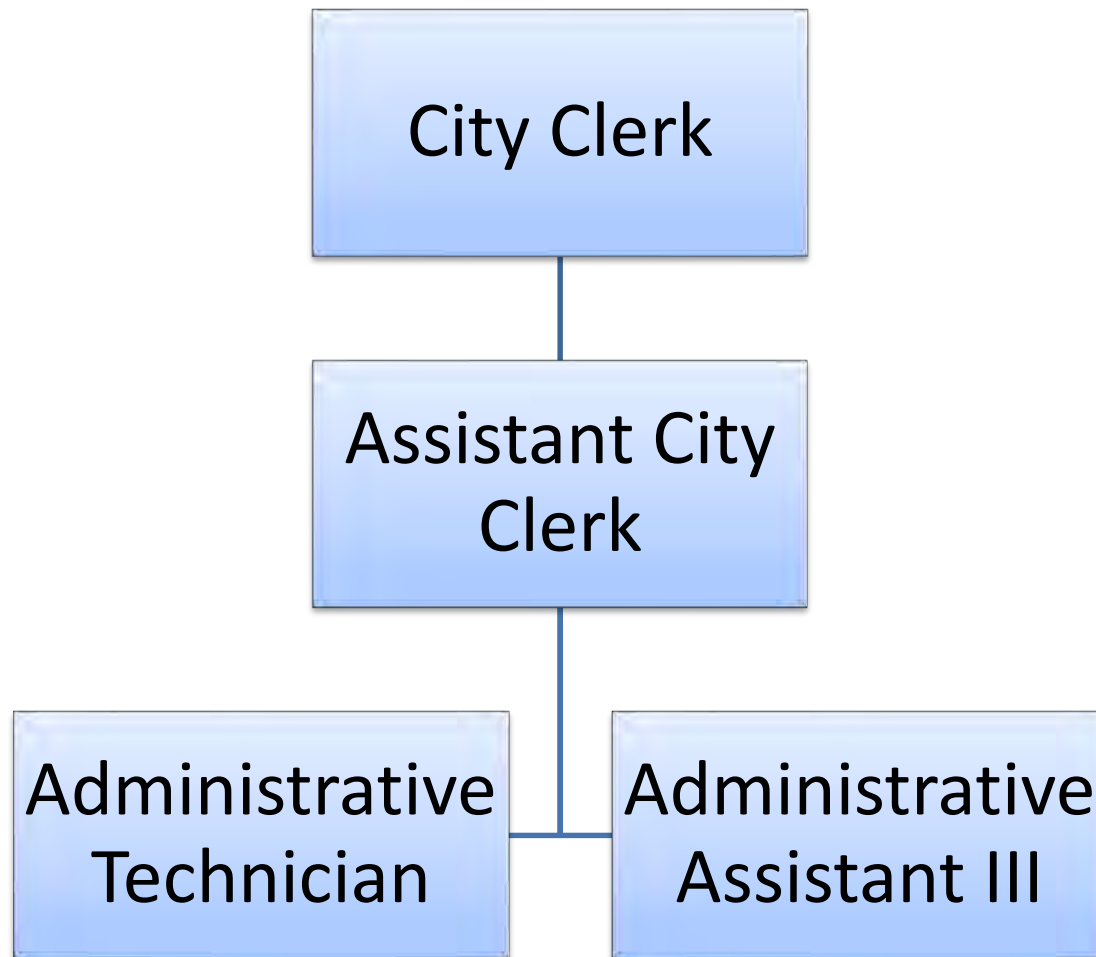 City Clerk
Assistant City
Clerk
Administrative
Technician
Administrative
Assistant III